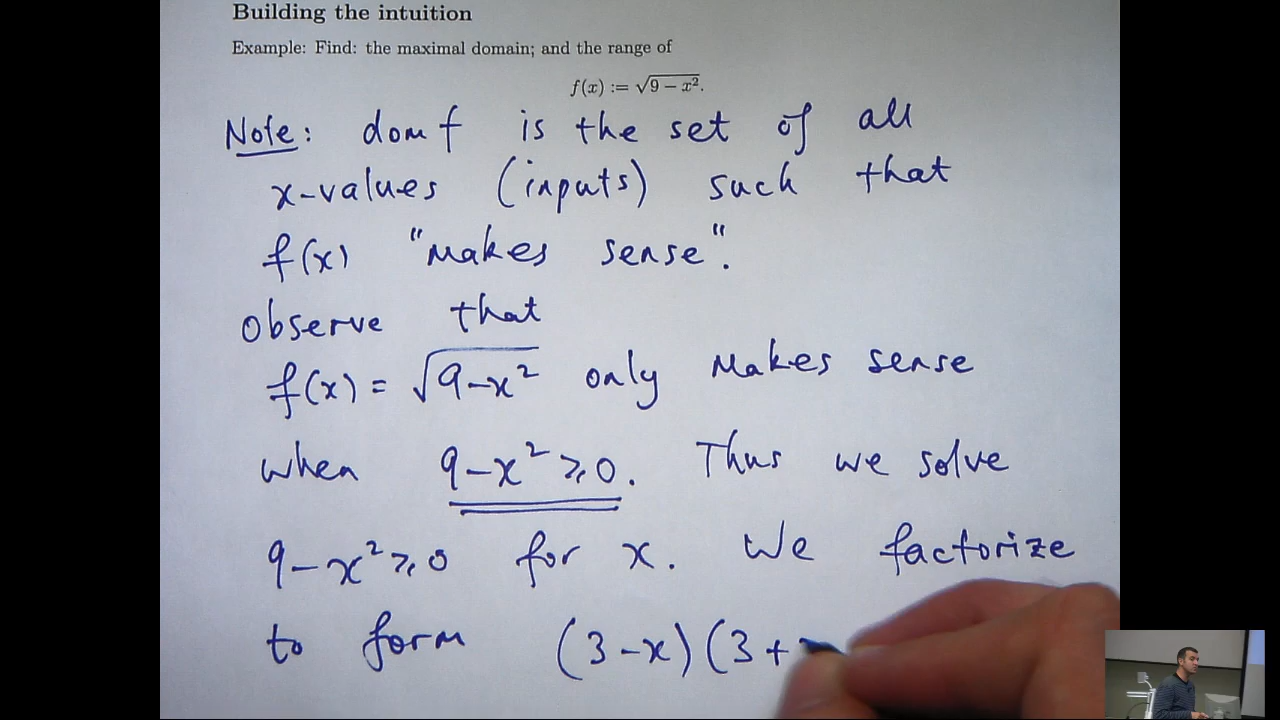 Building the intuition
Example: Find: the maximal domain; and the range of
f(x) := √9 − x².
Note: dom f is the set of all
x-values (inputs) such that
f(x) "makes sense".
Observe that
f(x) = √9−x² only makes sense
when 9−x² ≥ 0. Thus we solve
9−x² ≥ 0 for x. We factorize
to form (3−x)(3+